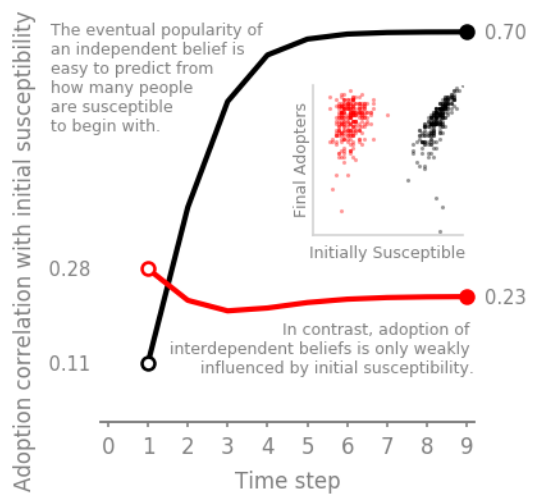 Adoption correlation with initial susceptibility
The eventual popularity of
an independent belief is
easy to predict from
how many people
are susceptible
to begin with.
0.70
Final Adopters
Initially Susceptible
0.28
0.23
In contrast, adoption of
interdependent beliefs is only weakly
influenced by initial susceptibility.
0.11
0 1 2 3 4 5 6 7 8 9
Time step